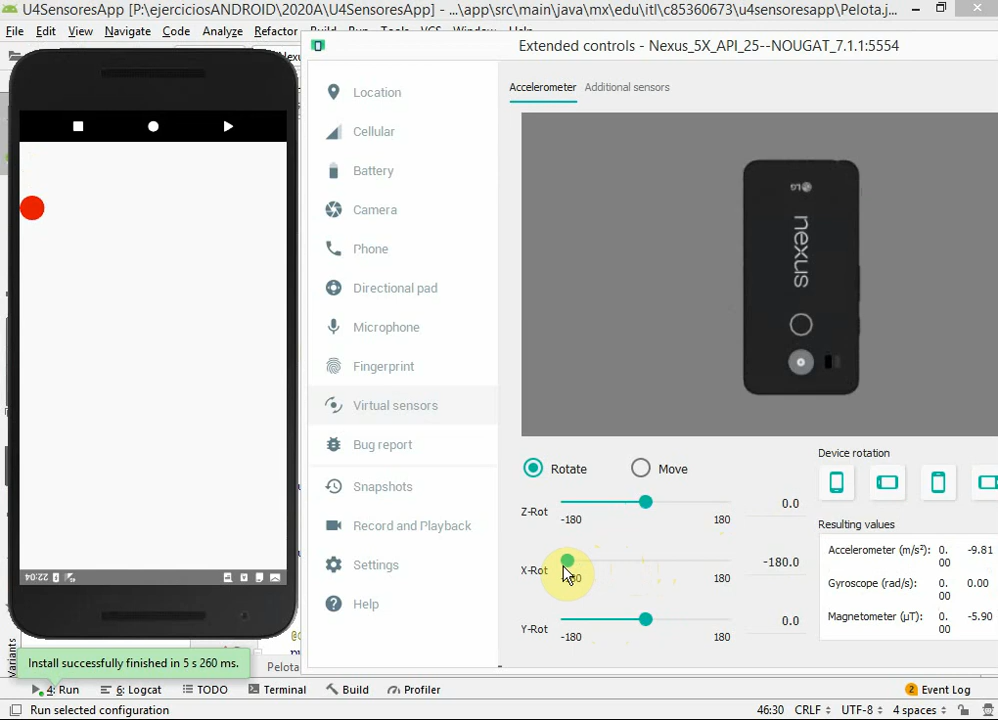 U4SensoresApp [P:\ejerciciosANDROID\2020A\U4SensoresApp] - ...\app\src\main\java\mx\edu\itl\c85360673\u4sensoresapp\Pelota.j...
File Edit View Navigate Code Analyze Refactor
Extended controls - Nexus_5X_API_25--NOUGAT_7.1.1:5554
Location
Cellular
Battery
Camera
Phone
Directional pad
Microphone
Fingerprint
Virtual sensors
Bug report
Snapshots
Record and Playback
Settings
Help
Accelerometer Additional sensors
LG
nexus
Rotate Move
Z-Rot -180 180 0.0
X-Rot 180 -180.0
Y-Rot -180 180 0.0
Device rotation
Resulting values
Accelerometer (m/s²): 0.00 -9.81
Gyroscope (rad/s): 0.00 0.00
Magnetometer (μT): 0.00 -5.90
22:04
Install successfully finished in 5 s 260 ms.
Pelota
Variants
4: Run 6: Logcat TODO Terminal Build Profiler 2 Event Log
Run selected configuration 46:30 CRLF UTF-8 4 spaces